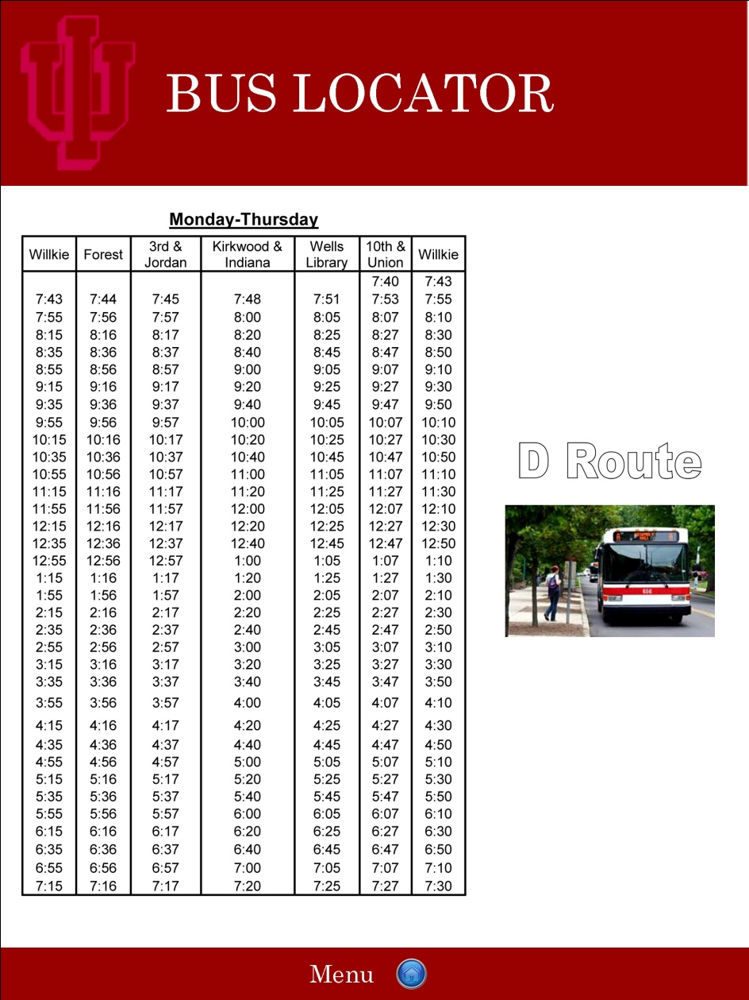 BUS LOCATOR
Monday-Thursday
Willkie Forest 3rd & Jordan Kirkwood & Indiana Wells Library 10th & Union Willkie
7:40 7:43
7:43 7:44 7:45 7:48 7:51 7:53 7:55
7:55 7:56 7:57 8:00 8:05 8:07 8:10
8:15 8:16 8:17 8:20 8:25 8:27 8:30
8:35 8:36 8:37 8:40 8:45 8:47 8:50
8:55 8:56 8:57 9:00 9:05 9:07 9:10
9:15 9:16 9:17 9:20 9:25 9:27 9:30
9:35 9:36 9:37 9:40 9:45 9:47 9:50
9:55 9:56 9:57 10:00 10:05 10:07 10:10
10:15 10:16 10:17 10:20 10:25 10:27 10:30
10:35 10:36 10:37 10:40 10:45 10:47 10:50
10:55 10:56 10:57 11:00 11:05 11:07 11:10
11:15 11:16 11:17 11:20 11:25 11:27 11:30
11:55 11:56 11:57 12:00 12:05 12:07 12:10
12:15 12:16 12:17 12:20 12:25 12:27 12:30
12:35 12:36 12:37 12:40 12:45 12:47 12:50
12:55 12:56 12:57 1:00 1:05 1:07 1:10
1:15 1:16 1:17 1:20 1:25 1:27 1:30
1:55 1:56 1:57 2:00 2:05 2:07 2:10
2:15 2:16 2:17 2:20 2:25 2:27 2:30
2:35 2:36 2:37 2:40 2:45 2:47 2:50
2:55 2:56 2:57 3:00 3:05 3:07 3:10
3:15 3:16 3:17 3:20 3:25 3:27 3:30
3:35 3:36 3:37 3:40 3:45 3:47 3:50
3:55 3:56 3:57 4:00 4:05 4:07 4:10
4:15 4:16 4:17 4:20 4:25 4:27 4:30
4:35 4:36 4:37 4:40 4:45 4:47 4:50
4:55 4:56 4:57 5:00 5:05 5:07 5:10
5:15 5:16 5:17 5:20 5:25 5:27 5:30
5:35 5:36 5:37 5:40 5:45 5:47 5:50
5:55 5:56 5:57 6:00 6:05 6:07 6:10
6:15 6:16 6:17 6:20 6:25 6:27 6:30
6:35 6:36 6:37 6:40 6:45 6:47 6:50
6:55 6:56 6:57 7:00 7:05 7:07 7:10
7:15 7:16 7:17 7:20 7:25 7:27 7:30
D Route
656
Menu